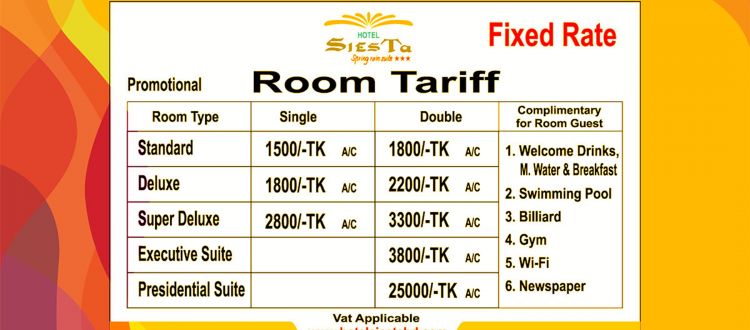 HOTEL
SIESTa
Spring rain suite ★★★
Fixed Rate
Promotional
Room Tariff
Room Type Single Double Complimentary for Room Guest
Standard 1500/-TK A/C 1800/-TK A/C
Deluxe 1800/-TK A/C 2200/-TK A/C
Super Deluxe 2800/-TK A/C 3300/-TK A/C
Executive Suite 3800/-TK A/C
Presidential Suite 25000/-TK A/C
1. Welcome Drinks,
M. Water & Breakfast
2. Swimming Pool
3. Billiard
4. Gym
5. Wi-Fi
6. Newspaper
Vat Applicable